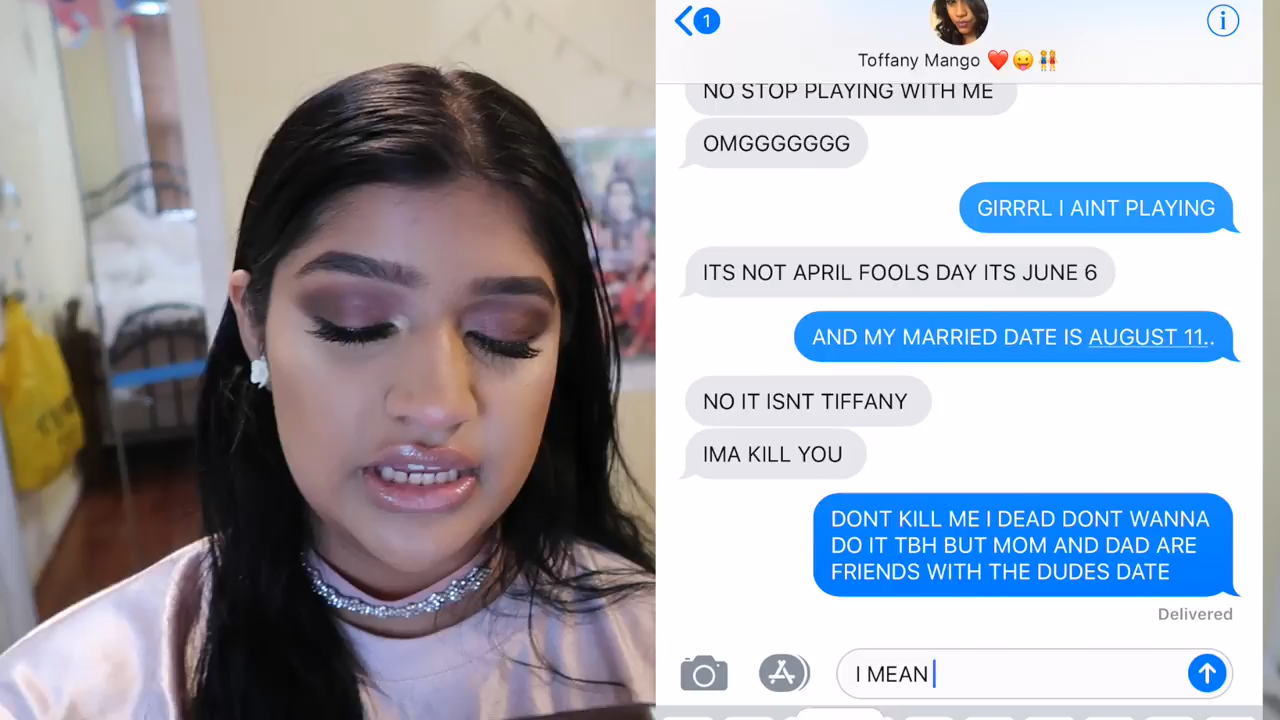 1
Toffany Mango ❤️😛👭
NO STOP PLAYING WITH ME
OMGGGGGGG
GIRRRL I AINT PLAYING
ITS NOT APRIL FOOLS DAY ITS JUNE 6
AND MY MARRIED DATE IS AUGUST 11..
NO IT ISNT TIFFANY
IMA KILL YOU
DONT KILL ME I DEAD DONT WANNA
DO IT TBH BUT MOM AND DAD ARE
FRIENDS WITH THE DUDES DATE
Delivered
I MEAN